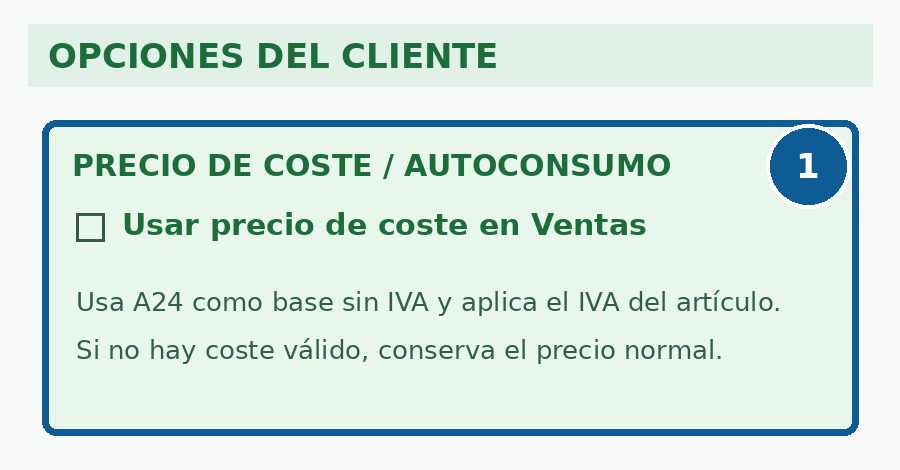 OPCIONES DEL CLIENTE
PRECIO DE COSTE / AUTOCONSUMO
1
Usar precio de coste en Ventas
Usa A24 como base sin IVA y aplica el IVA del artículo.
Si no hay coste válido, conserva el precio normal.